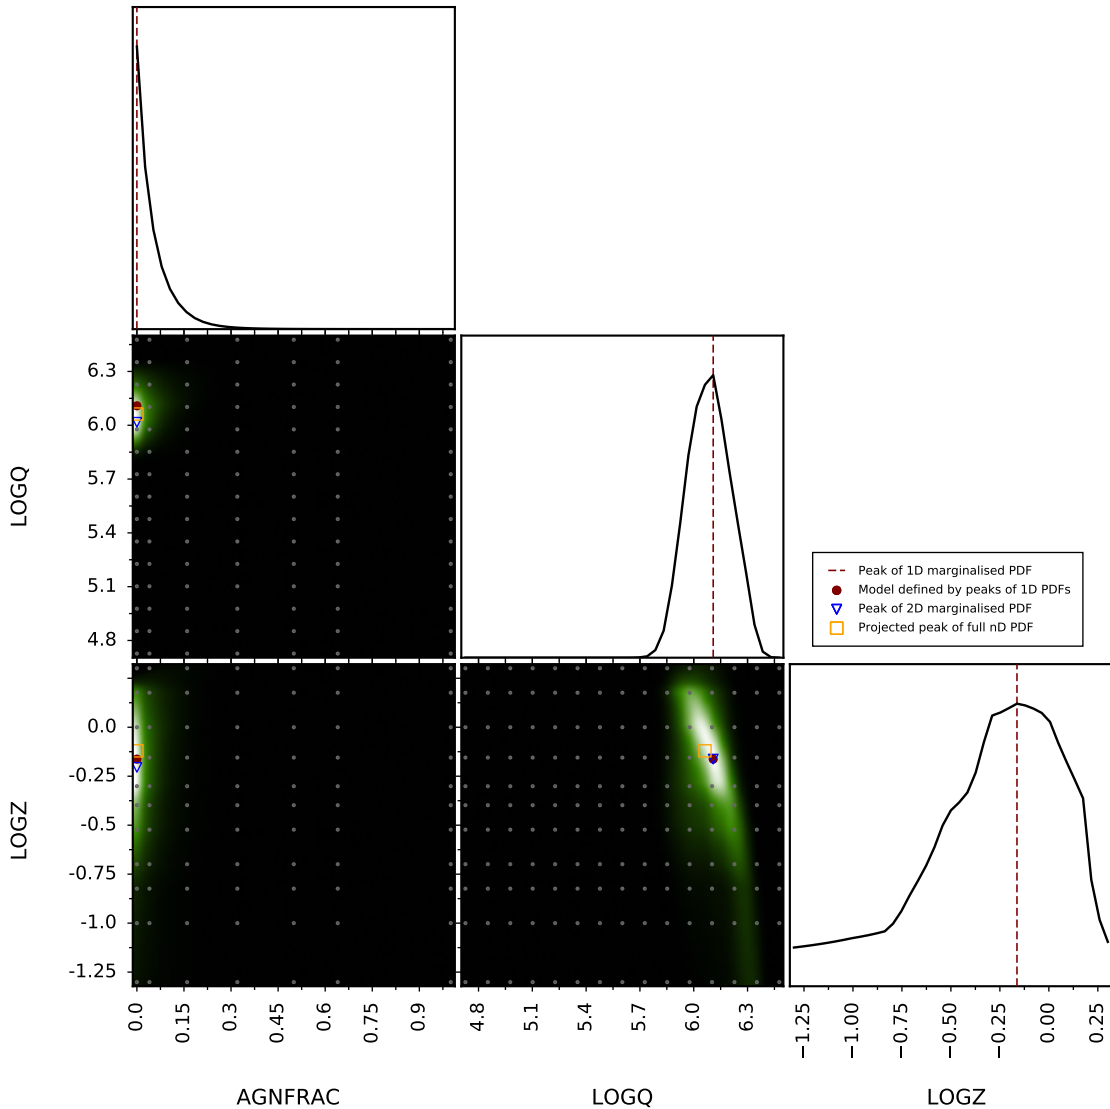 6.3
6.0
5.7
5.4
5.1
4.8
LOGQ
Peak of 1D marginalised PDF
Model defined by peaks of 1D PDFs
Peak of 2D marginalised PDF
Projected peak of full nD PDF
0.0
-0.25
-0.5
-0.75
-1.0
-1.25
LOGZ
0.0 0.15 0.3 0.45 0.6 0.75 0.9
4.8 5.1 5.4 5.7 6.0 6.3
−1.25 −1.00 −0.75 −0.50 −0.25 0.00 0.25
AGNFRAC LOGQ LOGZ